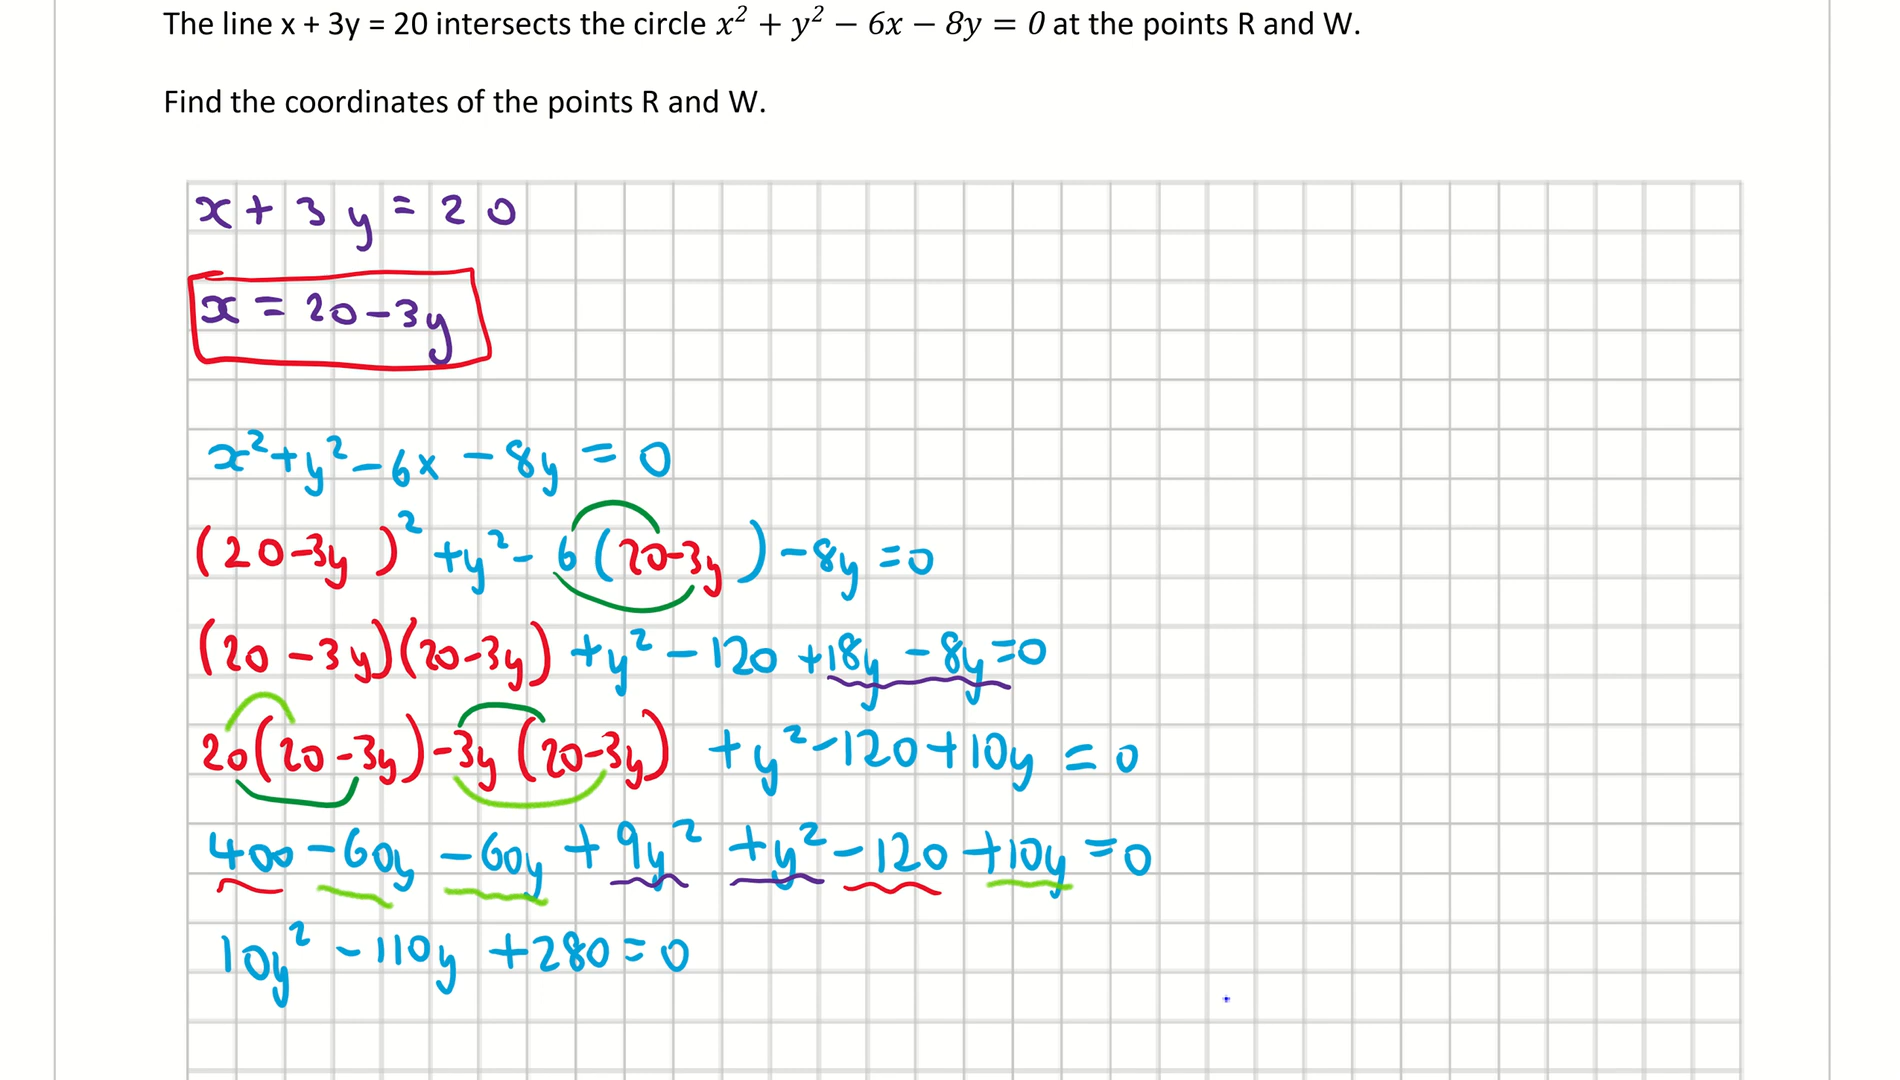 The line x + 3y = 20 intersects the circle x² + y² − 6x − 8y = 0 at the points R and W.
Find the coordinates of the points R and W.
x + 3y = 20
x = 20 - 3y
x² + y² - 6x - 8y = 0
(20-3y)² + y² - 6(20-3y) - 8y = 0
(20-3y)(20-3y) + y² - 120 + 18y - 8y = 0
20(20-3y) - 3y(20-3y) + y² - 120 + 10y = 0
400 - 60y - 60y + 9y² + y² - 120 + 10y = 0
10y² - 110y + 280 = 0